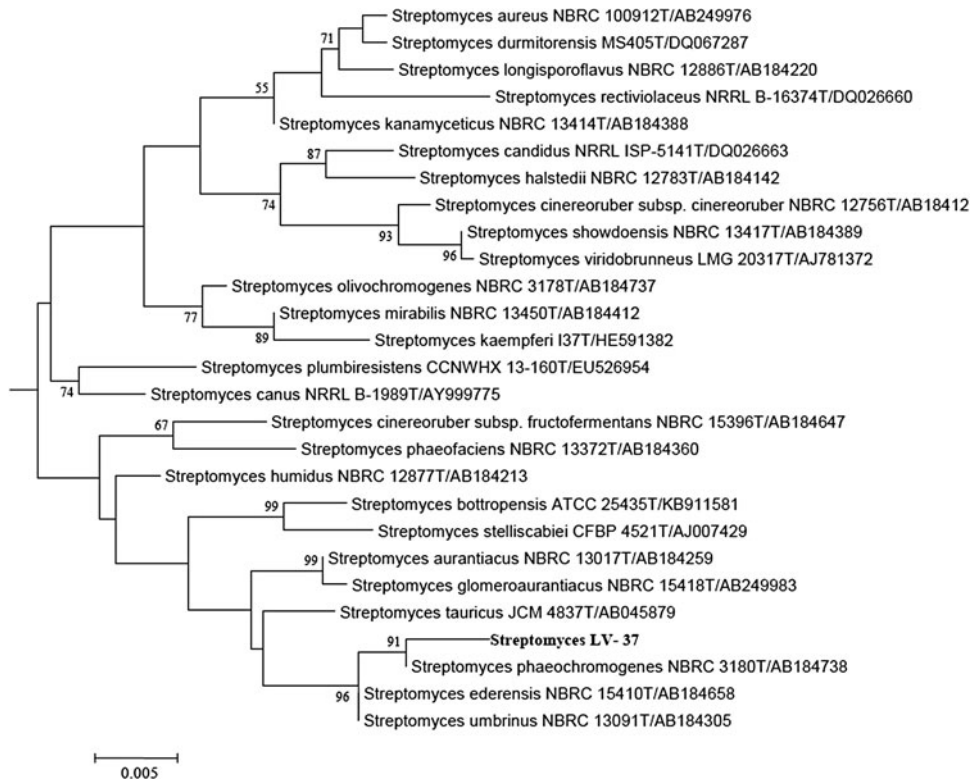 Streptomyces aureus NBRC 100912T/AB249976
Streptomyces durmitorensis MS405T/DQ067287
71
Streptomyces longisporoflavus NBRC 12886T/AB184220
55
Streptomyces rectiviolaceus NRRL B-16374T/DQ026660
Streptomyces kanamyceticus NBRC 13414T/AB184388
Streptomyces candidus NRRL ISP-5141T/DQ026663
87
Streptomyces halstedii NBRC 12783T/AB184142
74
Streptomyces cinereoruber subsp. cinereoruber NBRC 12756T/AB18412
93
Streptomyces showdoensis NBRC 13417T/AB184389
96
Streptomyces viridobrunneus LMG 20317T/AJ781372
Streptomyces olivochromogenes NBRC 3178T/AB184737
77
Streptomyces mirabilis NBRC 13450T/AB184412
89
Streptomyces kaempferi I37T/HE591382
Streptomyces plumbiresistens CCNWHX 13-160T/EU526954
74
Streptomyces canus NRRL B-1989T/AY999775
Streptomyces cinereoruber subsp. fructofermentans NBRC 15396T/AB184647
67
Streptomyces phaeofaciens NBRC 13372T/AB184360
Streptomyces humidus NBRC 12877T/AB184213
Streptomyces bottropensis ATCC 25435T/KB911581
99
Streptomyces stelliscabiei CFBP 4521T/AJ007429
Streptomyces aurantiacus NBRC 13017T/AB184259
99
Streptomyces glomeroaurantiacus NBRC 15418T/AB249983
Streptomyces tauricus JCM 4837T/AB045879
Streptomyces LV- 37
91
Streptomyces phaeochromogenes NBRC 3180T/AB184738
96
Streptomyces ederensis NBRC 15410T/AB184658
Streptomyces umbrinus NBRC 13091T/AB184305
0.005